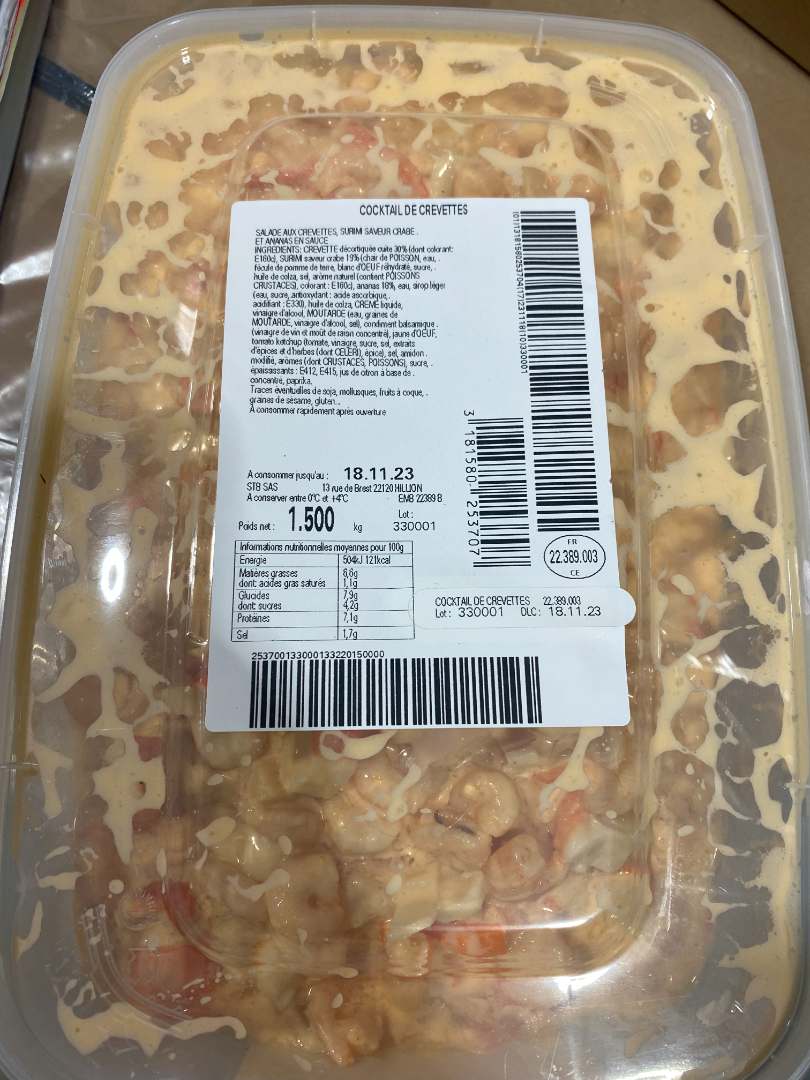 COCKTAIL DE CREVETTES
SALADE AUX CREVETTES, SURIMI SAVEUR CRABE .
ET ANANAS EN SAUCE
INGREDIENTS: CREVETTE décortiquée cuite 30% (dont colorant:
E160c), SURIMI saveur crabe 19% (chair de POISSON, eau, .
fécule de pomme de terre, blanc d'OEUF réhydraté, sucre, .
huile de colza, sel, arôme naturel (contient POISSONS
CRUSTACES), colorant : E160c), ananas 18%, eau, sirop léger
(eau, sucre, antioxydant : acide ascorbique, .
acidifiant : E330), huile de colza, CREME liquide,
vinaigre d'alcool, MOUTARDE (eau, graines de
MOUTARDE, vinaigre d'alcool, sel), condiment balsamique .
(vinaigre de vin et moût de raisin concentré), jaune d'OEUF,
tomato ketchup (tomate, vinaigre, sucre, sel, extraits
d'épices et d'herbes (dont CELERI), épice), sel, amidon .
modifié, arômes (dont CRUSTACES, POISSONS), sucre, .
épaississants : E412, E415, jus de citron à base de .
concentré, paprika.
Traces éventuelles de soja, mollusques, fruits à coque, .
graines de sésame, gluten. .
A consommer rapidement après ouverture
A consommer jusqu'au : 18.11.23
STB SAS 13 rue de Brest 22120 HILLION
A conserver entre 0°C et +4°C EMB 22389 B
Poids net : 1.500 kg
Lot :
330001
Informations nutritionnelles moyennes pour 100g
Energie 504kJ 121kcal
Matières grasses 6,6g
dont: acides gras saturés 1,1g
Glucides 7,9g
dont: sucres 4,2g
Protéines 7,1g
Sel 1,7g
3 181580 253707
FR
22.389.003
CE
COCKTAIL DE CREVETTES 22.389.003
Lot : 330001 DLC : 18.11.23
253700133000133220150000